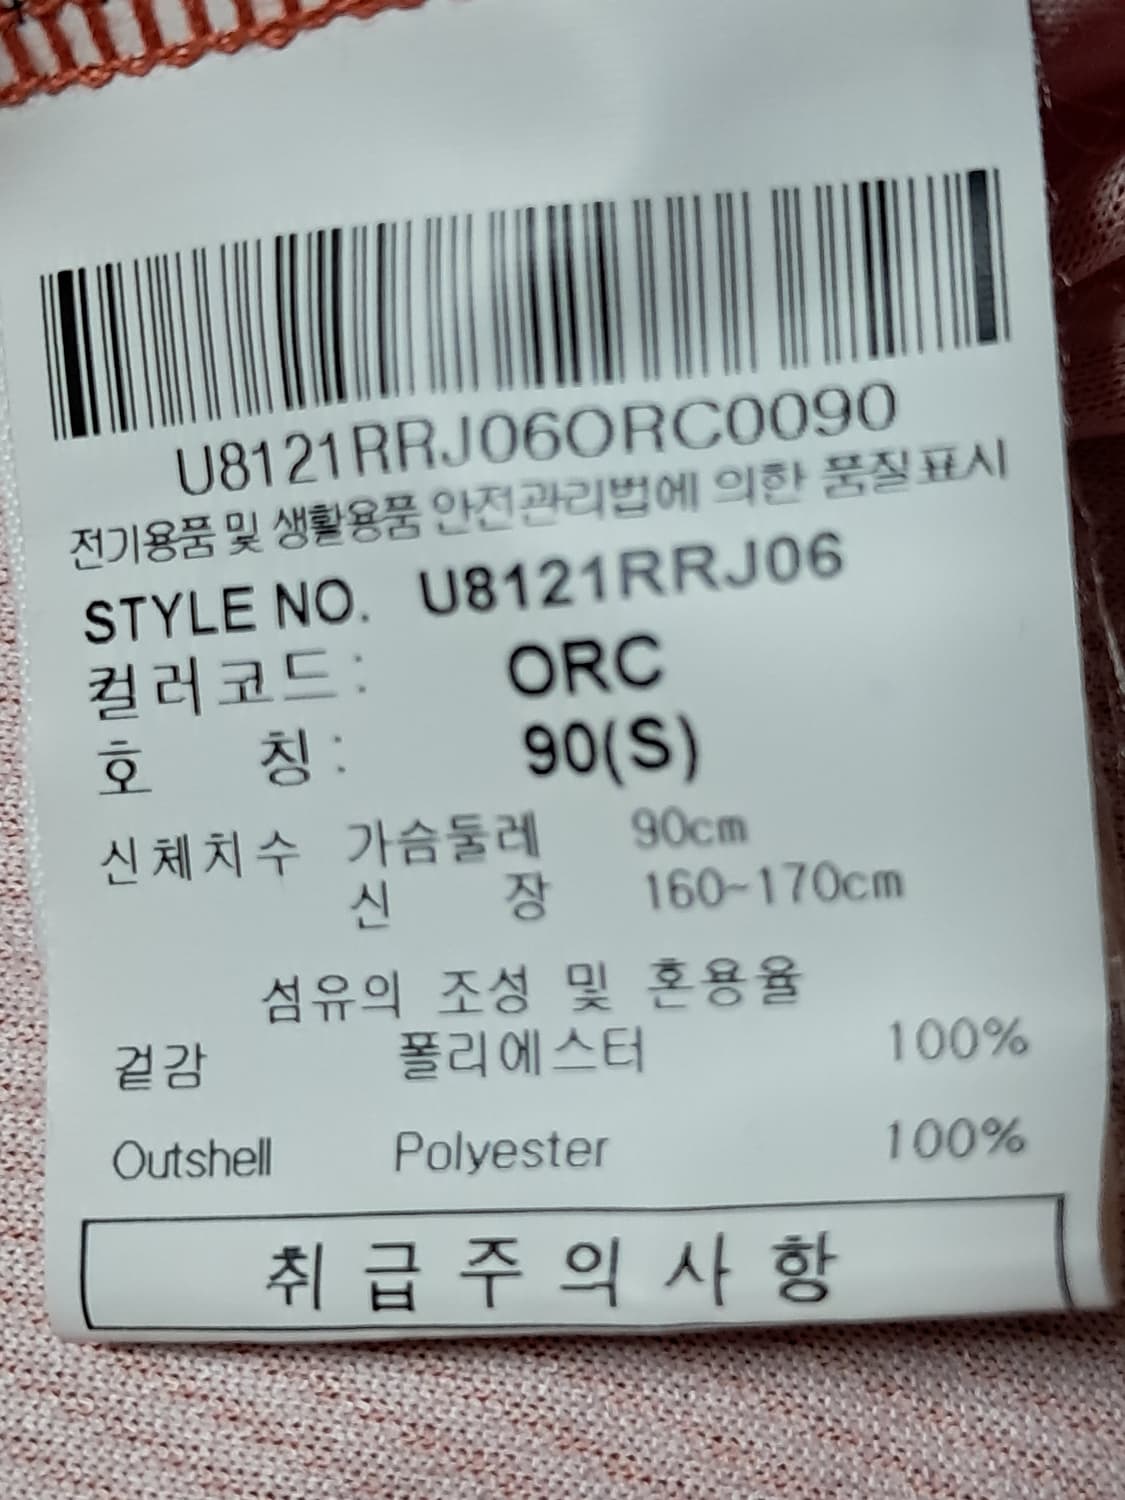 U8121RRJ06ORC0090
전기용품 및 생활용품 안전관리법에 의한 품질표시
STYLE NO. U8121RRJ06
컬러코드: ORC
호 칭: 90(S)
신체치수 가슴둘레 90cm
신 장 160~170cm
섬유의 조성 및 혼용율
겉감 폴리에스터 100%
Outshell Polyester 100%
취급주의사항